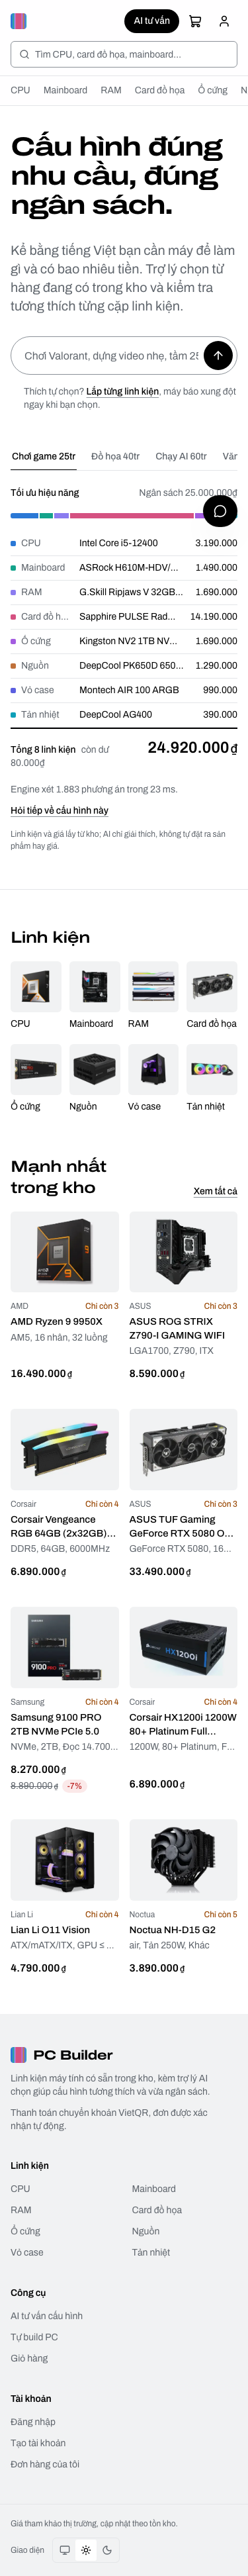 AI tư vấn
Tìm CPU, card đồ họa, mainboard...
CPU Mainboard RAM Card đồ họa Ổ cứng N
Cấu hình đúng
nhu cầu, đúng
ngân sách.
Kể bằng tiếng Việt bạn cần máy để làm
gì và có bao nhiêu tiền. Trợ lý chọn từ
hàng đang có trong kho và kiểm tra
tương thích từng cặp linh kiện.
Chơi Valorant, dựng video nhẹ, tầm 25
Thích tự chọn? Lắp từng linh kiện, máy báo xung đột
ngay khi bạn chọn.
Chơi game 25tr Đồ họa 40tr Chạy AI 60tr Văn
Tối ưu hiệu năng Ngân sách 25.000.000₫
CPU Intel Core i5-12400 3.190.000
Mainboard ASRock H610M-HDV/... 1.490.000
RAM G.Skill Ripjaws V 32GB... 1.690.000
Card đồ h... Sapphire PULSE Rad... 14.190.000
Ổ cứng Kingston NV2 1TB NV... 1.690.000
Nguồn DeepCool PK650D 650... 1.290.000
Vỏ case Montech AIR 100 ARGB 990.000
Tản nhiệt DeepCool AG400 390.000
Tổng 8 linh kiện còn dư
80.000₫
24.920.000₫
Engine xét 1.883 phương án trong 23 ms.
Hỏi tiếp về cấu hình này
Linh kiện và giá lấy từ kho; AI chỉ giải thích, không tự đặt ra sản
phẩm hay giá.
Linh kiện
CPU Mainboard RAM Card đồ họa
Ổ cứng Nguồn Vỏ case Tản nhiệt
Mạnh nhất
trong kho
Xem tất cả
AMD Chỉ còn 3
AMD Ryzen 9 9950X
AM5, 16 nhân, 32 luồng
16.490.000₫
ASUS Chỉ còn 3
ASUS ROG STRIX
Z790-I GAMING WIFI
LGA1700, Z790, ITX
8.590.000₫
Corsair Chỉ còn 4
Corsair Vengeance
RGB 64GB (2x32GB)...
DDR5, 64GB, 6000MHz
6.890.000₫
ASUS Chỉ còn 3
ASUS TUF Gaming
GeForce RTX 5080 O...
GeForce RTX 5080, 16...
33.490.000₫
Samsung Chỉ còn 4
Samsung 9100 PRO
2TB NVMe PCIe 5.0
NVMe, 2TB, Đọc 14.700...
8.270.000₫
8.890.000₫ -7%
HX1200i
Corsair Chỉ còn 4
Corsair HX1200i 1200W
80+ Platinum Full...
1200W, 80+ Platinum, F...
6.890.000₫
Lian Li Chỉ còn 4
Lian Li O11 Vision
ATX/mATX/ITX, GPU ≤ ...
4.790.000₫
Noctua Chỉ còn 5
Noctua NH-D15 G2
air, Tản 250W, Khác
3.890.000₫
PC Builder
Linh kiện máy tính có sẵn trong kho, kèm trợ lý AI
chọn giúp cấu hình tương thích và vừa ngân sách.
Thanh toán chuyển khoản VietQR, đơn được xác
nhận tự động.
Linh kiện
CPU Mainboard
RAM Card đồ họa
Ổ cứng Nguồn
Vỏ case Tản nhiệt
Công cụ
AI tư vấn cấu hình
Tự build PC
Giỏ hàng
Tài khoản
Đăng nhập
Tạo tài khoản
Đơn hàng của tôi
Giá tham khảo thị trường, cập nhật theo tồn kho.
Giao diện